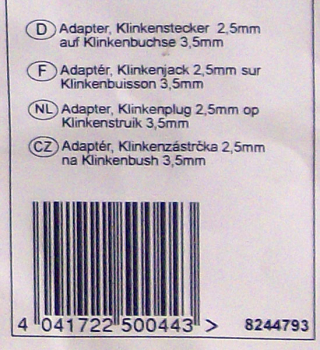 D Adapter, Klinkenstecker 2,5mm
auf Klinkenbuchse 3,5mm
F Adaptér, Klinkenjack 2,5mm sur
Klinkenbuisson 3,5mm
NL Adapter, Klinkenplug 2,5mm op
Klinkenstruik 3,5mm
CZ Adaptér, Klinkenzástrčka 2,5mm
na Klinkenbush 3,5mm
4 041722 500443 > 8244793